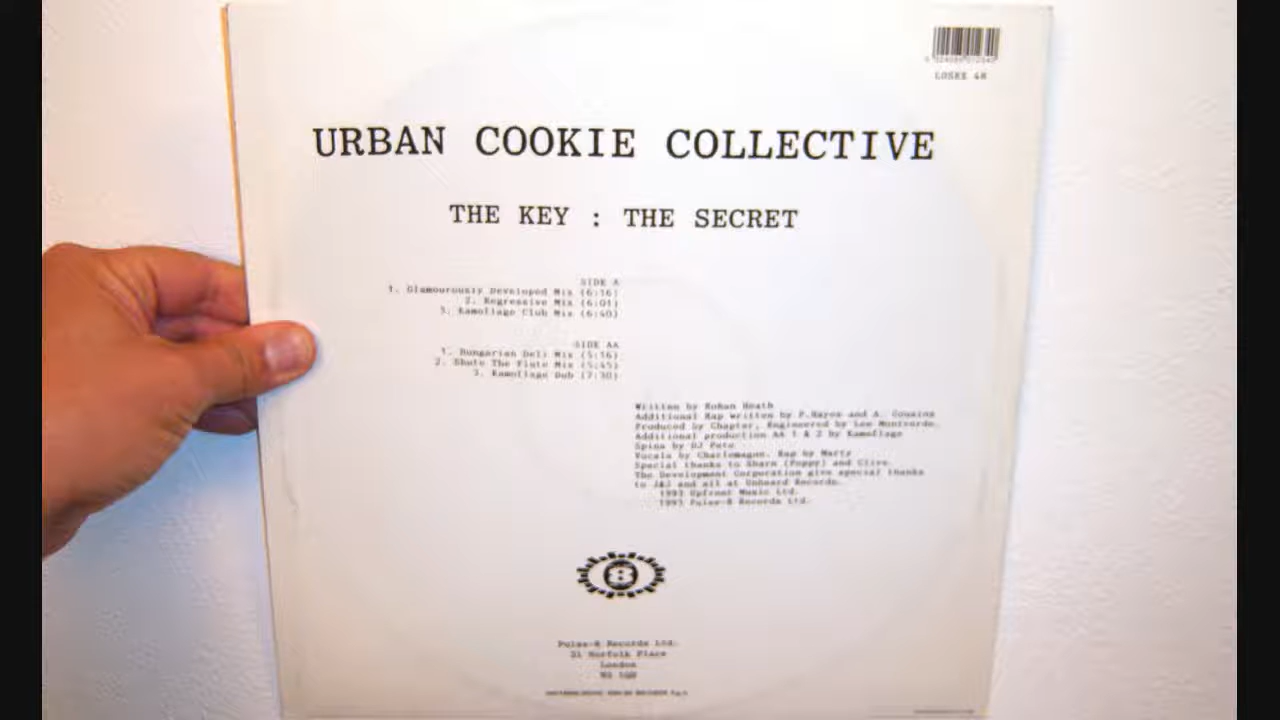 LOSE8 48
URBAN COOKIE COLLECTIVE
THE KEY : THE SECRET
SIDE A
1. Glamourously Developed Mix (6:16)
2. Regressive Mix (6:01)
3. Kamoflage Club Mix (6:40)
SIDE AA
1. Hungarian Deli Mix (5:16)
2. Shute The Flute Mix (5:45)
3. Kamoflage Dub (7:30)
Written by Rohan Heath
Additional Rap written by P.Hayes and A. Cousins
Produced by Chapter, Engineered by Lee Monteverde.
Additional production AA 1 & 2 by Kamoflage
Spins by DJ Pete
Vocals by Charlemagne. Rap by Marty
Special thanks to Sharn (Poppy) and Clive.
The Development Corporation give special thanks
to J&J and all at Unheard Records.
1993 Upfront Music Ltd.
1993 Pulse-8 Records Ltd.
8
Pulse-8 Records Ltd.
21 Norfolk Place
London